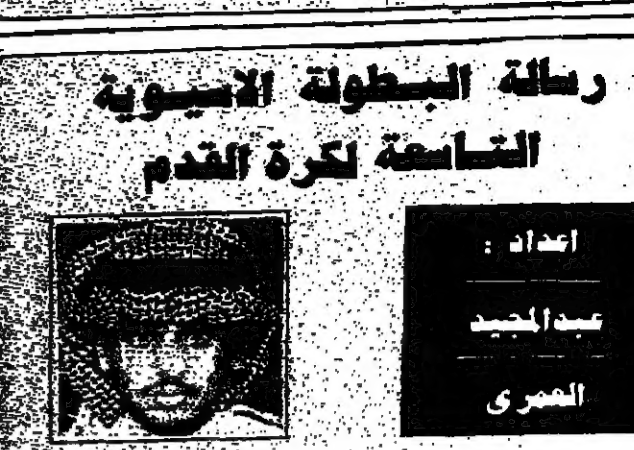 رسالة البطولة الاسيوية
التاسعة لكرة القدم
اعداد :
عبدالمجيد
العمرى